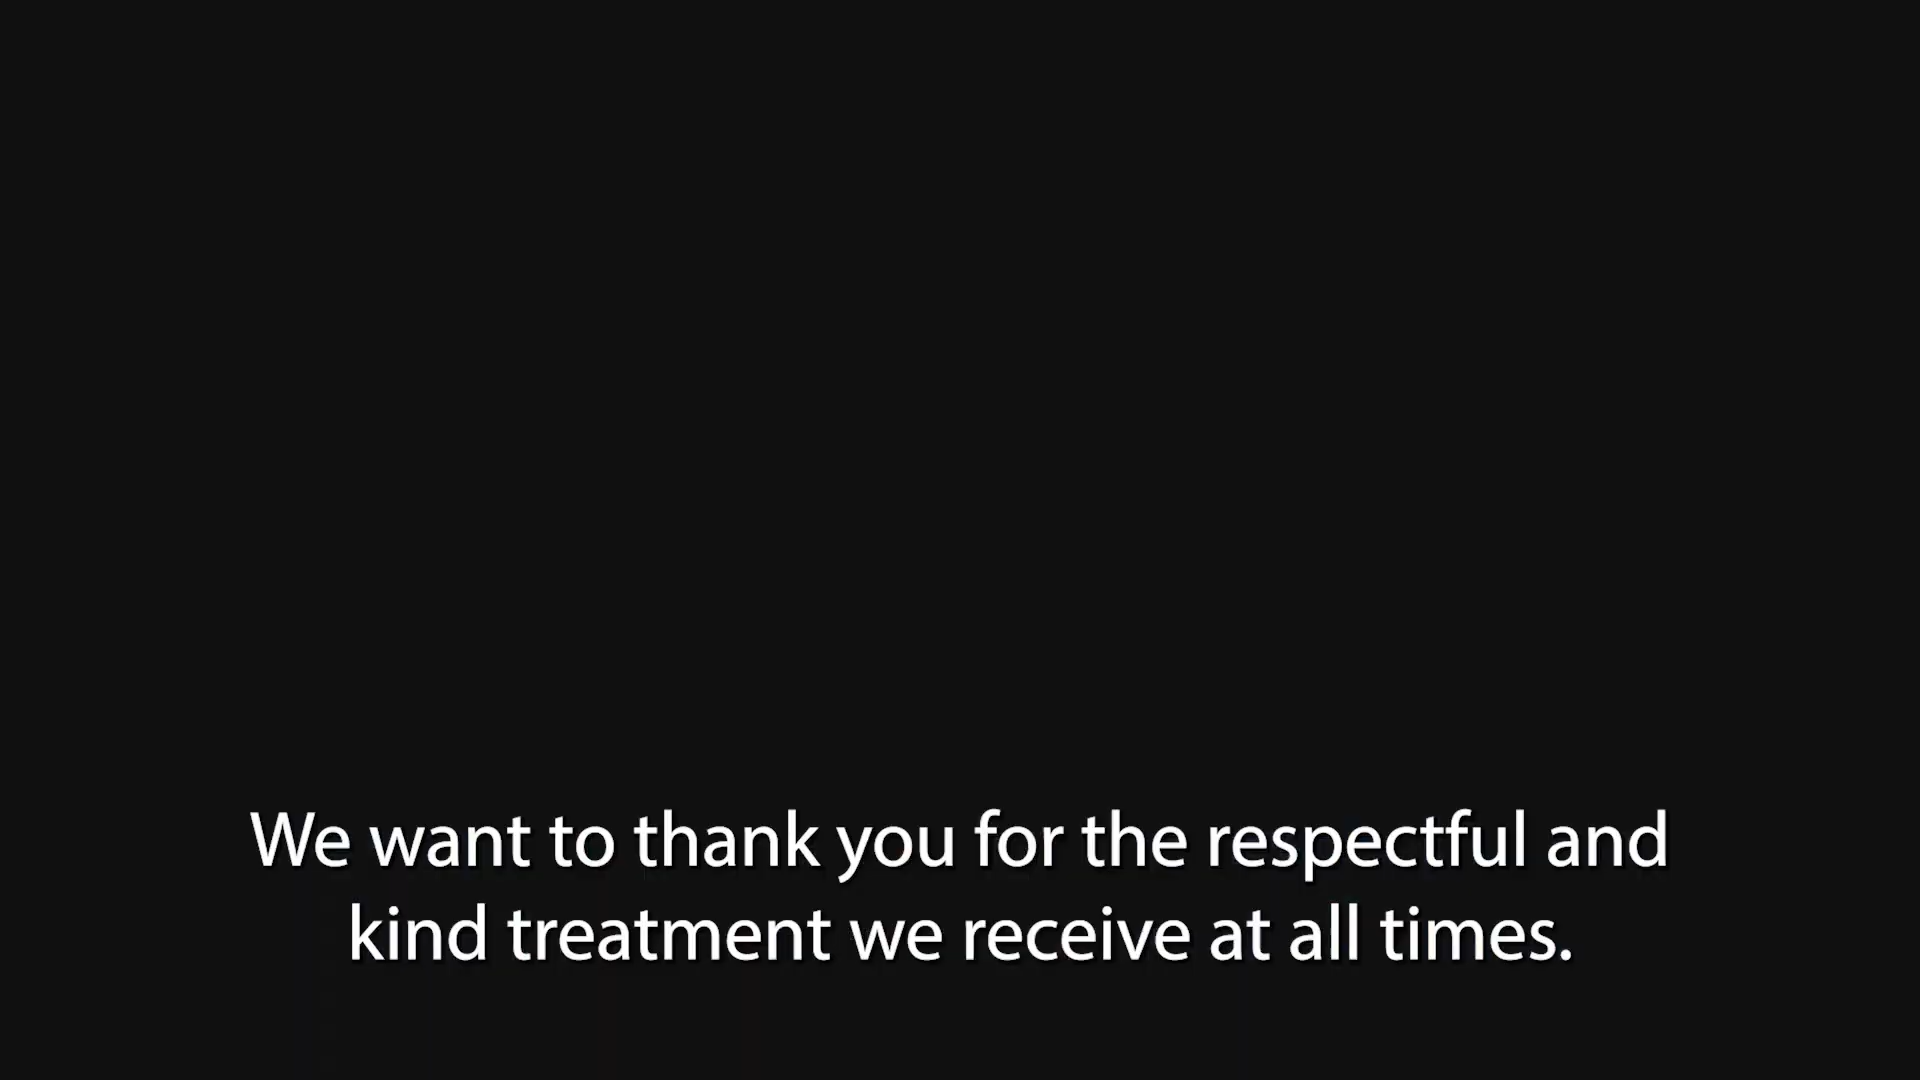 We want to thank you for the respectful and
kind treatment we receive at all times.